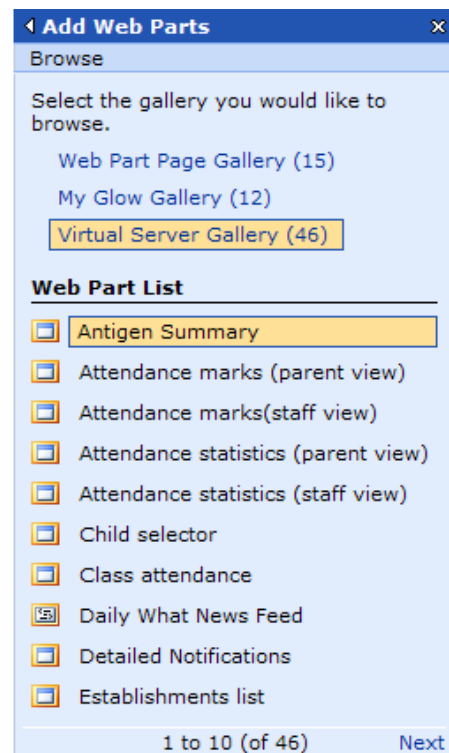 Add Web Parts
Browse
Select the gallery you would like to
browse.
Web Part Page Gallery (15)
My Glow Gallery (12)
Virtual Server Gallery (46)
Web Part List
Antigen Summary
Attendance marks (parent view)
Attendance marks(staff view)
Attendance statistics (parent view)
Attendance statistics (staff view)
Child selector
Class attendance
Daily What News Feed
Detailed Notifications
Establishments list
1 to 10 (of 46) Next